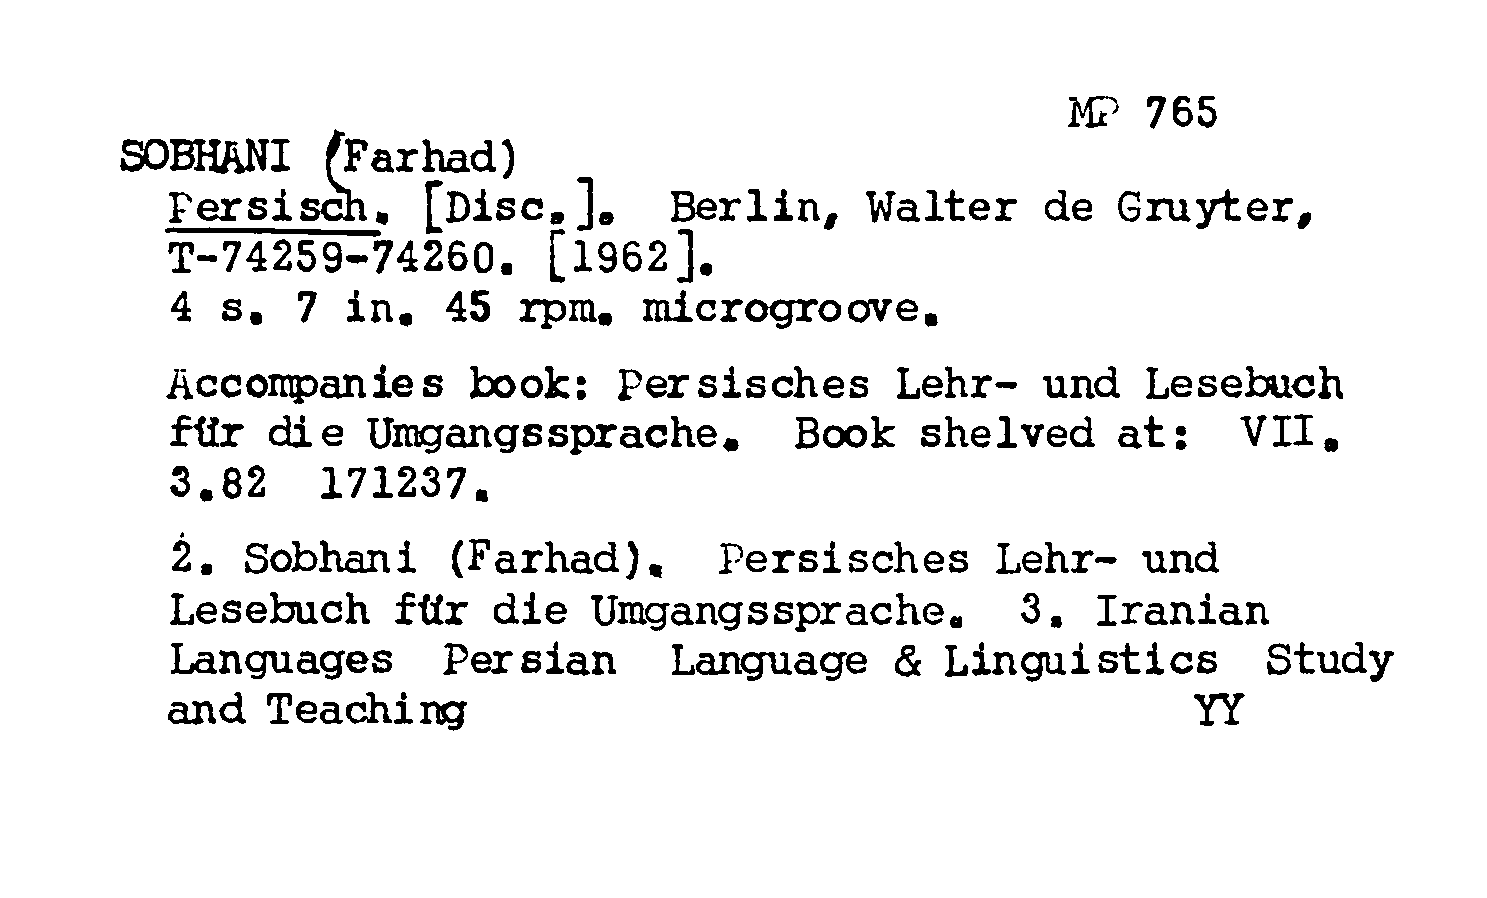 MP 765
SOBHANI (Farhad)
Persisch. [Disc.]. Berlin, Walter de Gruyter,
T-74259-74260. [1962].
4 s. 7 in. 45 rpm. microgroove.
Accompanies book: Persisches Lehr- und Lesebuch
für die Umgangssprache. Book shelved at: VII.
3.82 171237.
2. Sobhani (Farhad). Persisches Lehr- und
Lesebuch für die Umgangssprache. 3. Iranian
Languages Persian Language & Linguistics Study
and Teaching YY